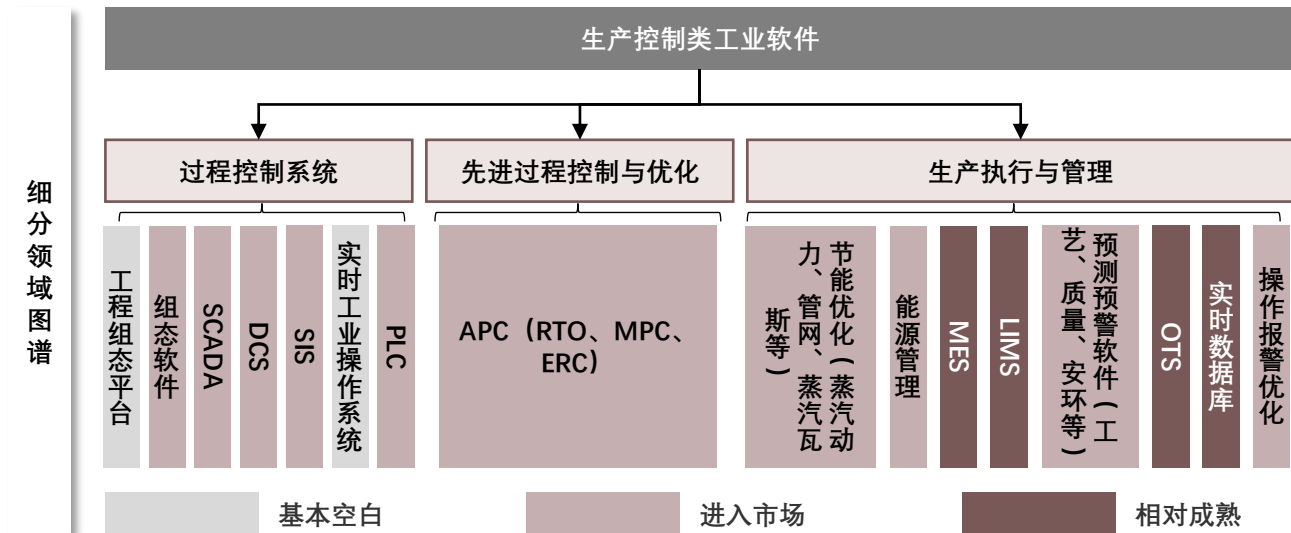 生产控制类工业软件
细分领域图谱
过程控制系统
先进过程控制与优化
生产执行与管理
工程组态平台
组态软件
SCADA
DCS
SIS
实时工业操作系统
PLC
APC（RTO、MPC、
ERC）
节能优化(蒸汽动
力、管网、蒸汽瓦
斯等)
能源管理
MES
LIMS
预测预警软件(工
艺、质量、安环等)
OTS
实时数据库
操作报警优化
基本空白
进入市场
相对成熟